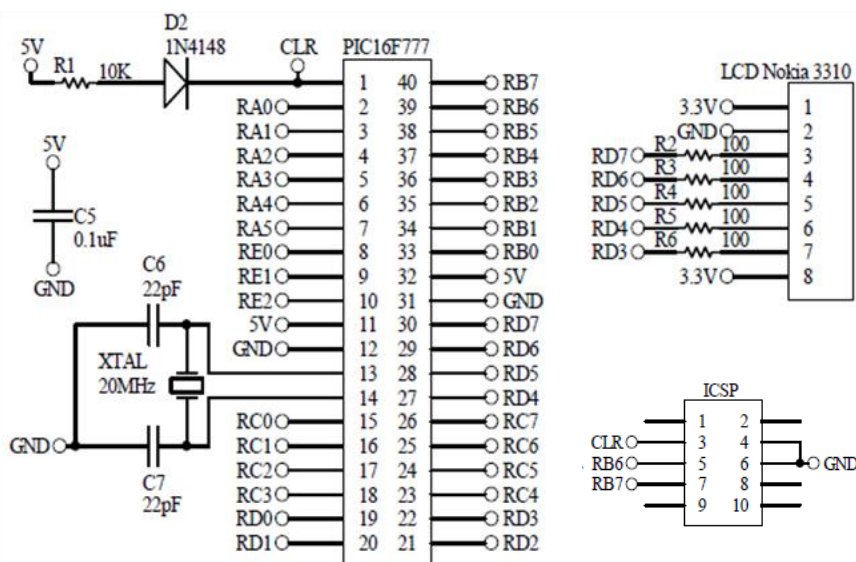 5V
R1
10K
D2
1N4148
CLR
5V
C5
0.1uF
GND
C6
22pF
XTAL
20MHz
GND
C7
22pF
PIC16F777
1 40 RB7
RA0 2 39 RB6
RA1 3 38 RB5
RA2 4 37 RB4
RA3 5 36 RB3
RA4 6 35 RB2
RA5 7 34 RB1
RE0 8 33 RB0
RE1 9 32 5V
RE2 10 31 GND
5V 11 30 RD7
GND 12 29 RD6
13 28 RD5
14 27 RD4
RC0 15 26 RC7
RC1 16 25 RC6
RC2 17 24 RC5
RC3 18 23 RC4
RD0 19 22 RD3
RD1 20 21 RD2
LCD Nokia 3310
3.3V 1
GND 2
RD7 R2 100 3
RD6 R3 100 4
RD5 R4 100 5
RD4 R5 100 6
RD3 R6 100 7
3.3V 8
ICSP
1 2
CLR 3 4
RB6 5 6 GND
RB7 7 8
9 10